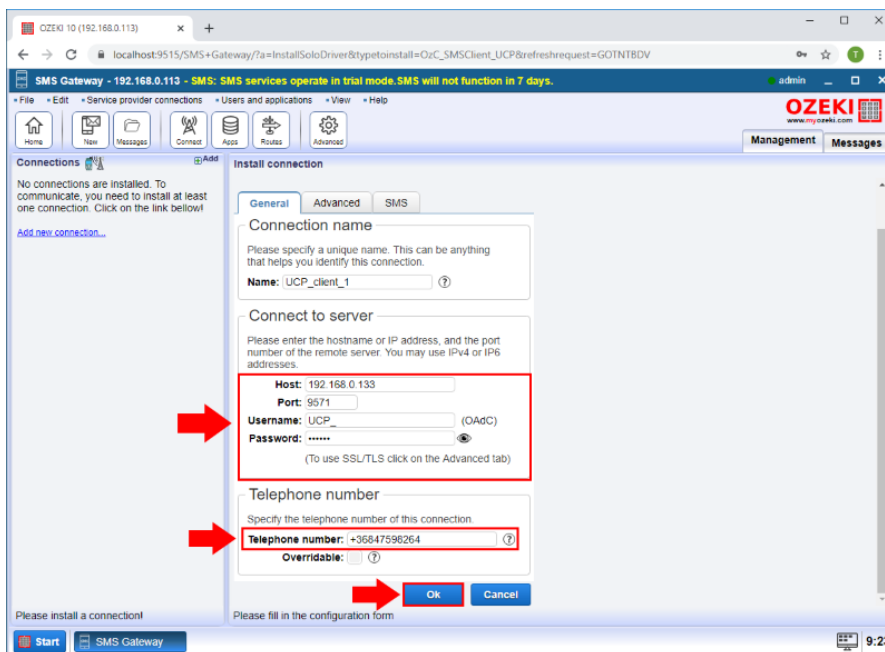 OZEKI 10 (192.168.0.113)
localhost:9515/SMS+Gateway/?a=InstallSoloDriver&typetoinstall=OzC_SMSClient_UCP&refreshrequest=GOTNTBDV
T
SMS Gateway - 192.168.0.113 - SMS: SMS services operate in trial mode.SMS will not function in 7 days.
admin
File Edit Service provider connections Users and applications View Help
OZEKI
www.myozeki.com
Home New Messages Connect Apps Routes Advanced
Management Messages
Connections Add
No connections are installed. To
communicate, you need to install at least
one connection. Click on the link bellow!
Add new connection...
Install connection
General Advanced SMS
Connection name
Please specify a unique name. This can be anything
that helps you identify this connection.
Name: UCP_client_1 ?
Connect to server
Please enter the hostname or IP address, and the port
number of the remote server. You may use IPv4 or IP6
addresses.
Host: 192.168.0.133
Port: 9571
Username: UCP_ (OAdC)
Password: ••••••
(To use SSL/TLS click on the Advanced tab)
Telephone number
Specify the telephone number of this connection.
Telephone number: +36847598264 ?
Overridable: ?
Ok Cancel
Please install a connection!
Please fill in the configuration form
Start SMS Gateway